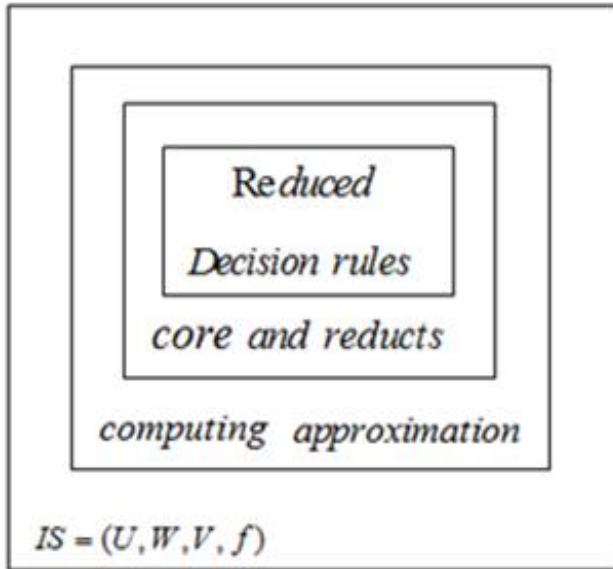 Reduced
Decision rules
core and reducts
computing approximation
IS = (U,W,V, f)